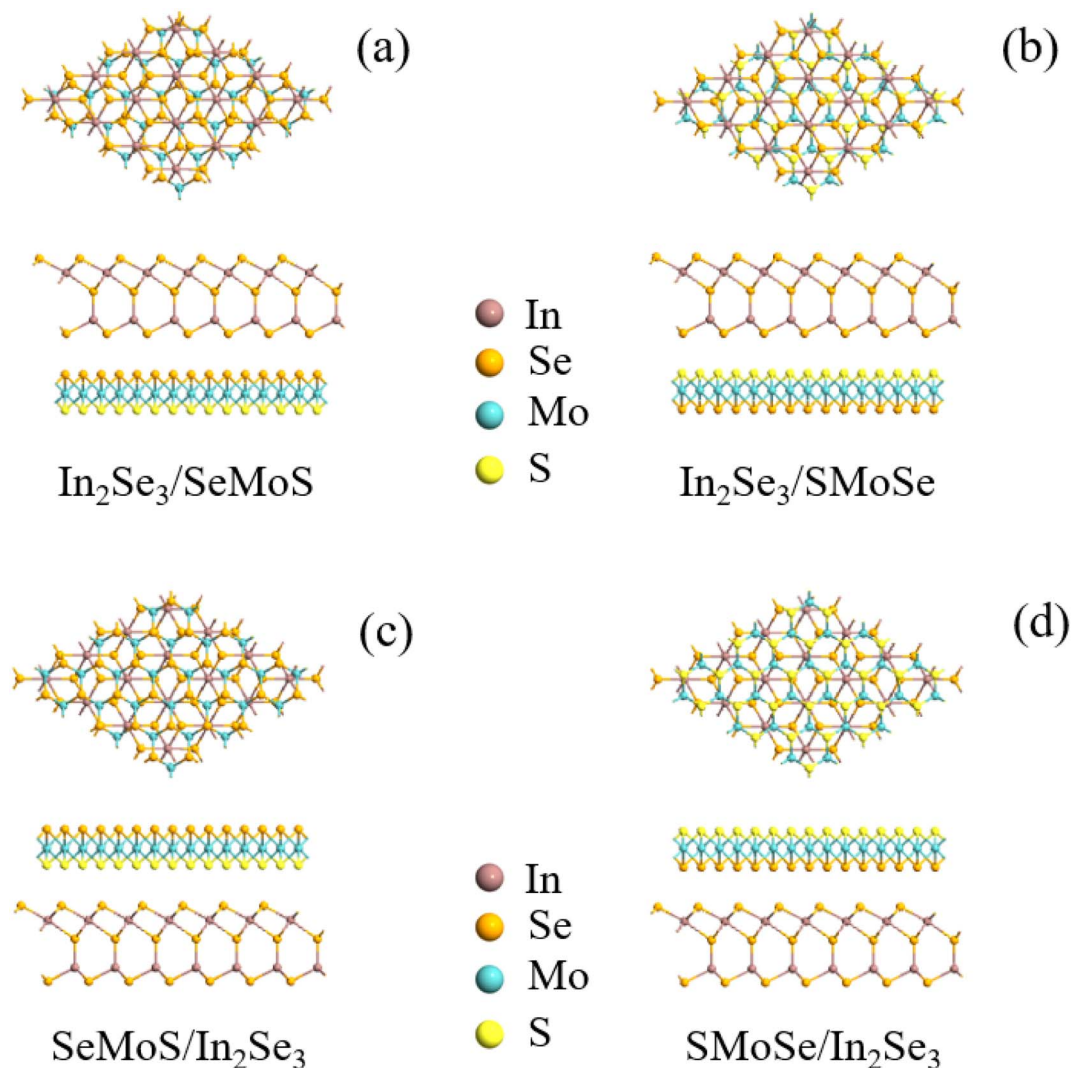 (a)
(b)
In
Se
Mo
S
In₂Se₃/SeMoS
In₂Se₃/SMoSe
(c)
(d)
In
Se
Mo
S
SeMoS/In₂Se₃
SMoSe/In₂Se₃